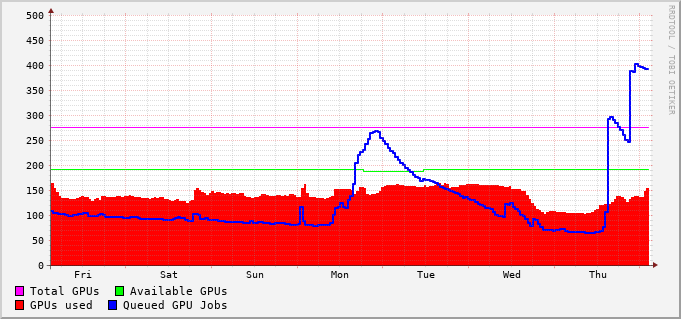 500
450
400
350
300
250
200
150
100
50
0
Fri Sat Sun Mon Tue Wed Thu
Total GPUs Available GPUs
GPUs used Queued GPU Jobs
RRDTOOL / TOBI OETIKER